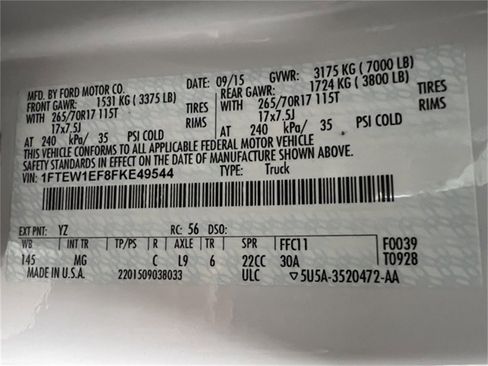 MFD. BY FORD MOTOR CO.
DATE: 09/15 GVWR: 3175 KG ( 7000 LB)
FRONT GAWR: 1531 KG ( 3375 LB) REAR GAWR: 1724 KG ( 3800 LB)
WITH 265/70R17 115T TIRES WITH 265/70R17 115T TIRES
17x7.5J RIMS 17x7.5J RIMS
AT 240 kPa/ 35 PSI COLD AT 240 kPa/ 35 PSI COLD
THIS VEHICLE CONFORMS TO ALL APPLICABLE FEDERAL MOTOR VEHICLE
SAFETY STANDARDS IN EFFECT ON THE DATE OF MANUFACTURE SHOWN ABOVE.
VIN: 1FTEW1EF8FKE49544
TYPE: Truck
EXT PNT: YZ RC: 56 DSO:
WB INT TR TP/PS R AXLE TR SPR FFC11 F0039
145 MG C L9 6 22CC 30A T0928
MADE IN U.S.A. 2201509038033 ULC ▽5U5A-3520472-AA